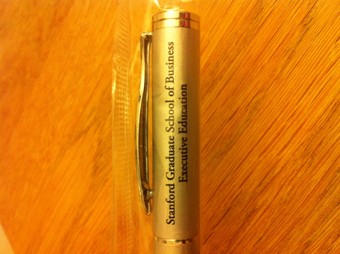 Stanford Graduate School of Business
Executive Education